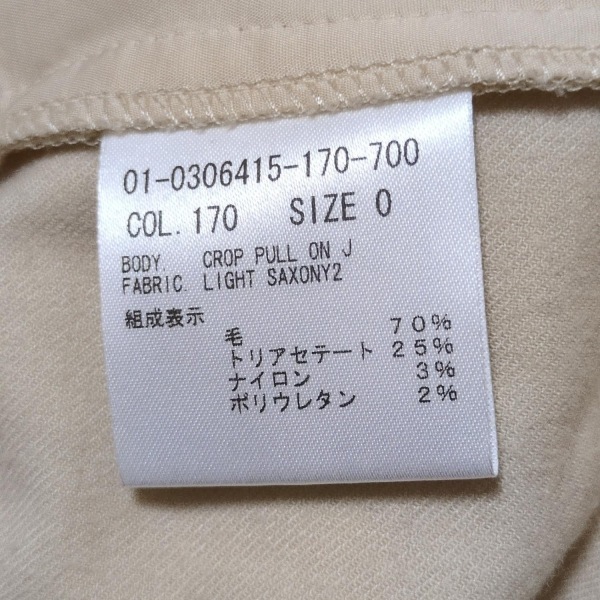 01-0306415-170-700
COL.170 SIZE 0
BODY. CROP PULL ON J
FABRIC. LIGHT SAXONY2
組成表示
毛 70%
トリアセテート 25%
ナイロン 3%
ポリウレタン 2%